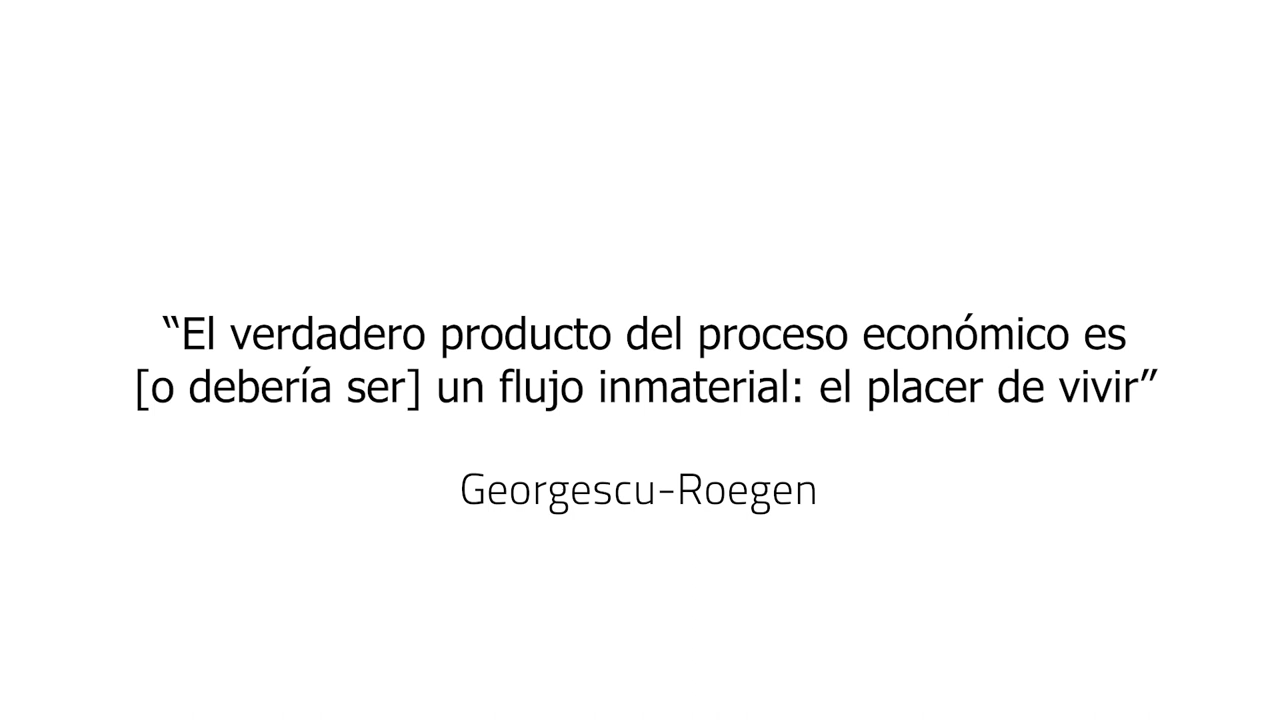 “El verdadero producto del proceso económico es
[o debería ser] un flujo inmaterial: el placer de vivir”
Georgescu-Roegen